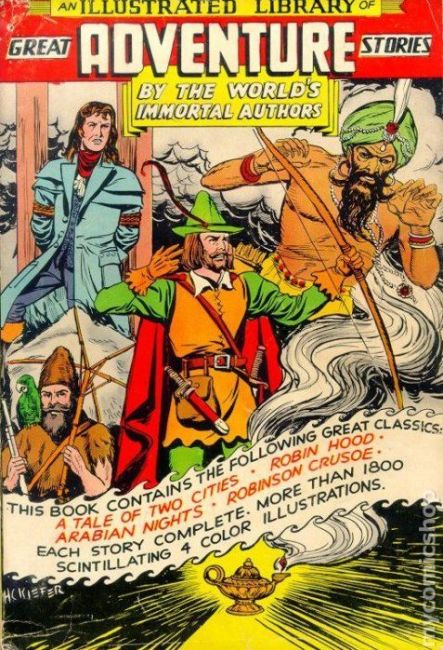 AN ILLUSTRATED LIBRARY OF
GREAT ADVENTURE STORIES
BY THE WORLD'S
IMMORTAL AUTHORS
THIS BOOK CONTAINS THE FOLLOWING GREAT CLASSICS:
A TALE OF TWO CITIES • ROBIN HOOD •
ARABIAN NIGHTS • ROBINSON CRUSOE •
EACH STORY COMPLETE. MORE THAN 1800
SCINTILLATING 4 COLOR ILLUSTRATIONS.
HCKIEFER
mycomicshop